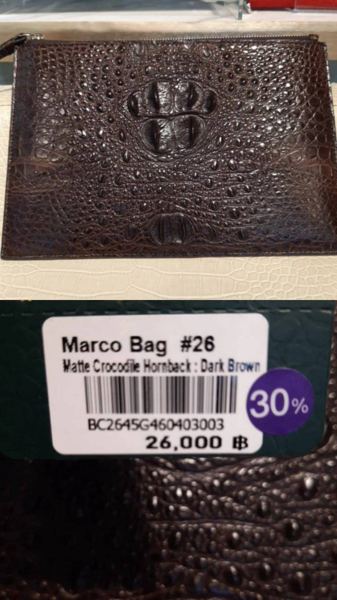 Marco Bag #26
Matte Crocodile Hornback : Dark Brown
30%
BC2645G460403003
26,000 ฿